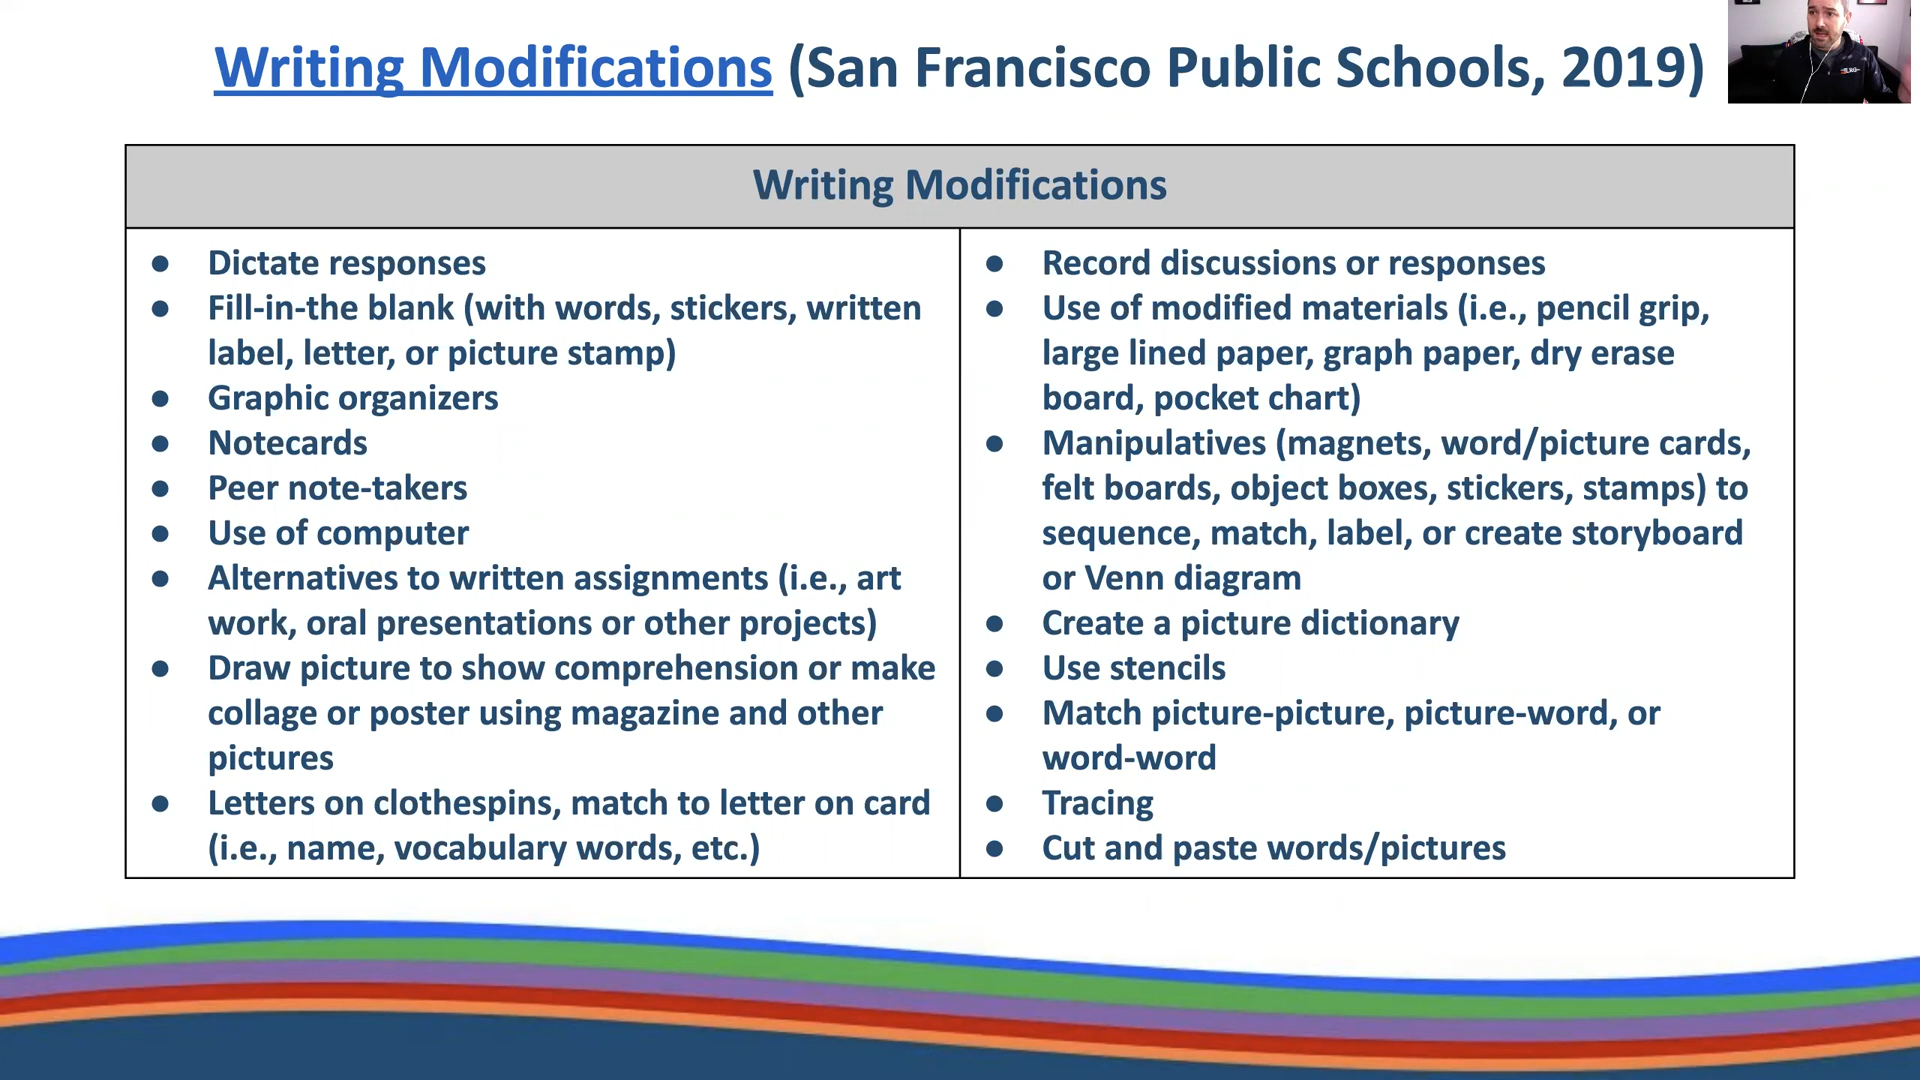 Writing Modifications (San Francisco Public Schools, 2019)
Writing Modifications
● Dictate responses
● Fill-in-the blank (with words, stickers, written
label, letter, or picture stamp)
● Graphic organizers
● Notecards
● Peer note-takers
● Use of computer
● Alternatives to written assignments (i.e., art
work, oral presentations or other projects)
● Draw picture to show comprehension or make
collage or poster using magazine and other
pictures
● Letters on clothespins, match to letter on card
(i.e., name, vocabulary words, etc.)
● Record discussions or responses
● Use of modified materials (i.e., pencil grip,
large lined paper, graph paper, dry erase
board, pocket chart)
● Manipulatives (magnets, word/picture cards,
felt boards, object boxes, stickers, stamps) to
sequence, match, label, or create storyboard
or Venn diagram
● Create a picture dictionary
● Use stencils
● Match picture-picture, picture-word, or
word-word
● Tracing
● Cut and paste words/pictures